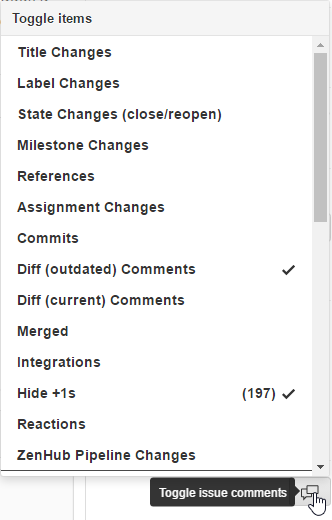 Toggle items
Title Changes
Label Changes
State Changes (close/reopen)
Milestone Changes
References
Assignment Changes
Commits
Diff (outdated) Comments
Diff (current) Comments
Merged
Integrations
Hide +1s (197)
Reactions
ZenHub Pipeline Changes
Toggle issue comments